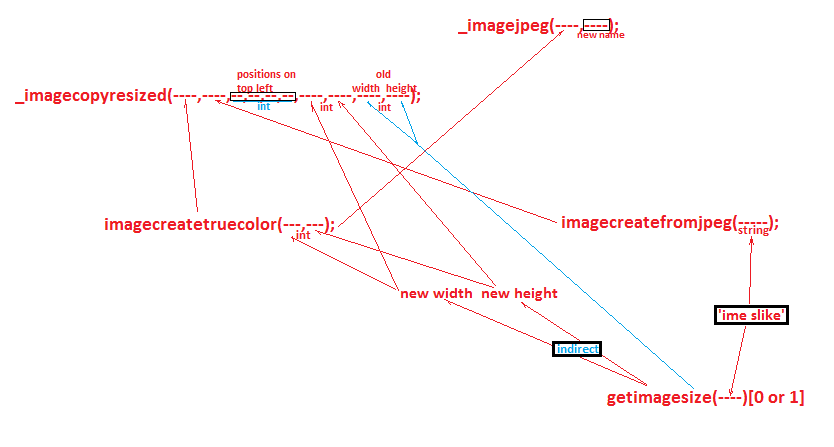 _imagejpeg(----,----);
new name
positions on
top left
old
width height
_imagecopyresized(----,----,--,--,--,--,----,----,----,----);
int
int
int
imagecreatetruecolor(---,---);
int
imagecreatefromjpeg(-----);
string
new width new height
'ime slike'
indirect
getimagesize(----)[0 or 1]